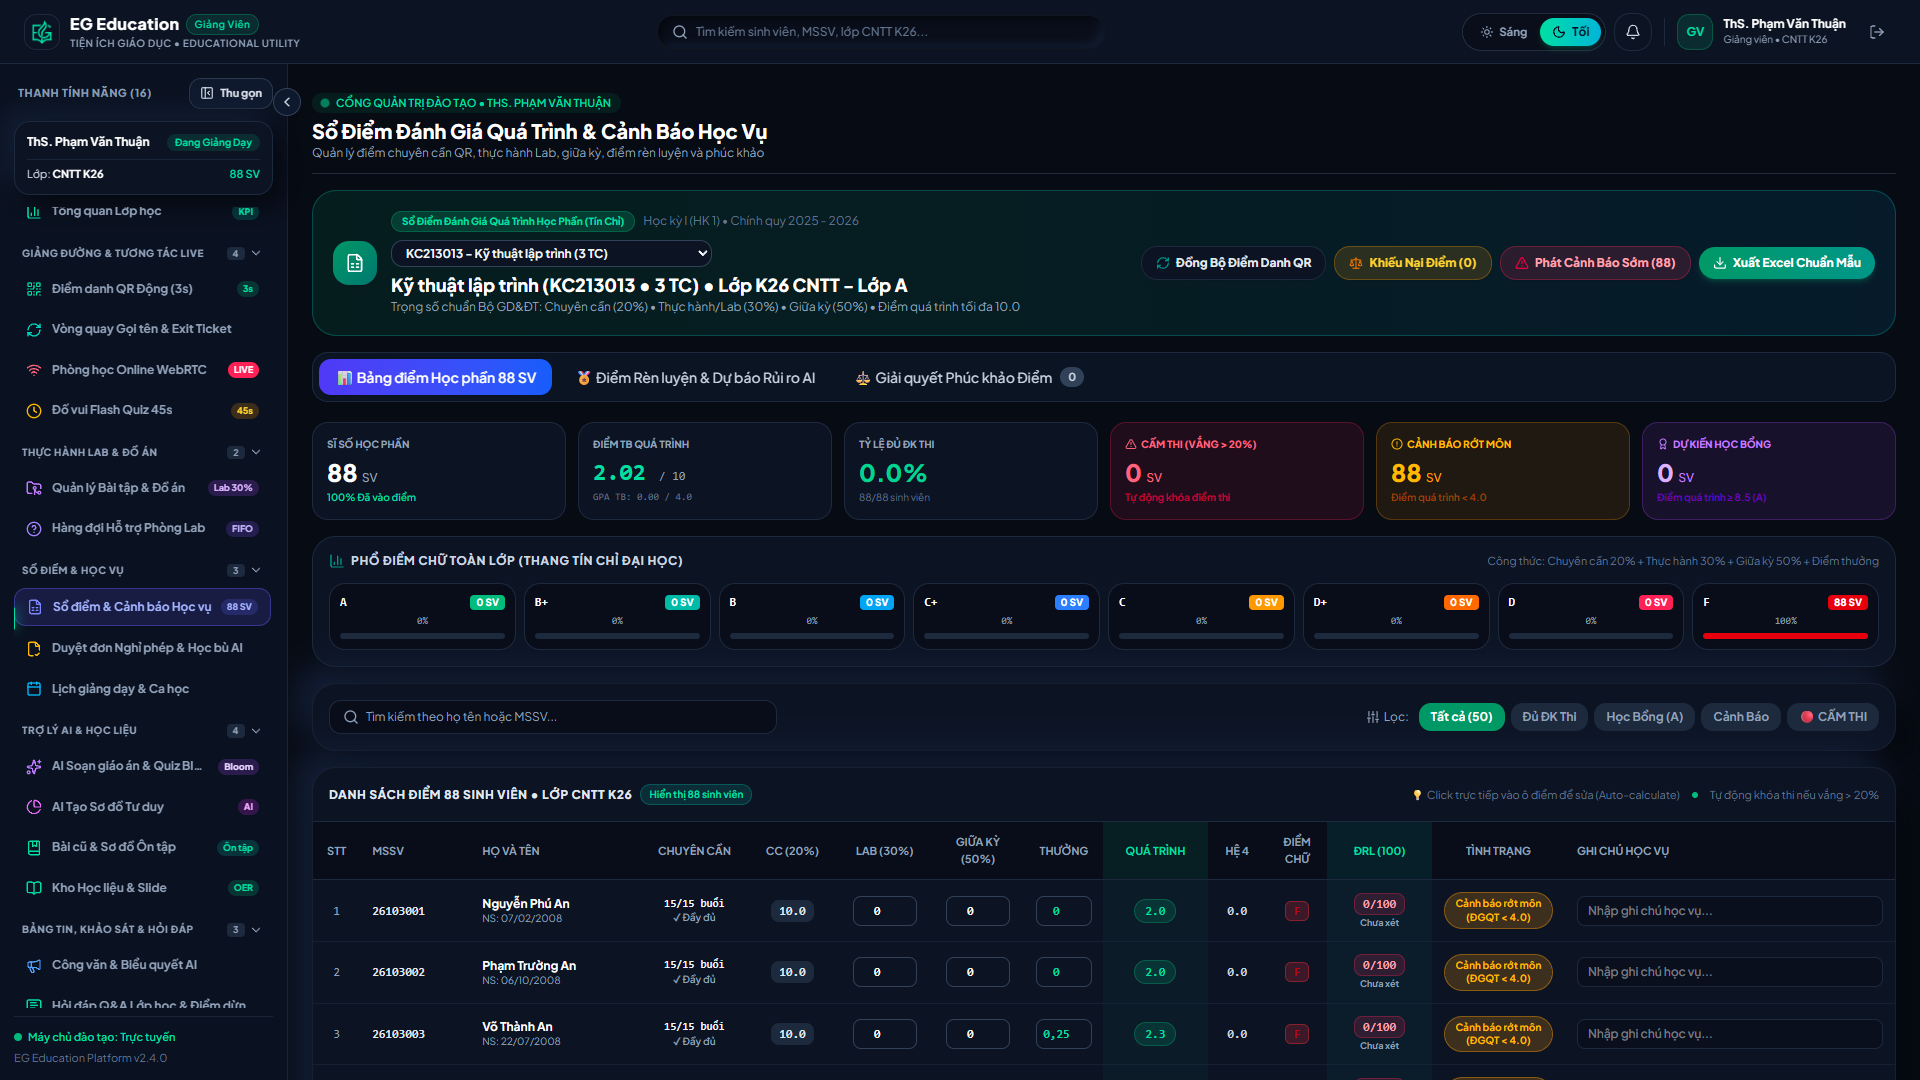 EG Education Giảng Viên
TIỆN ÍCH GIÁO DỤC • EDUCATIONAL UTILITY
Tìm kiếm sinh viên, MSSV, lớp CNTT K26...
Sáng Tối
GV
ThS. Phạm Văn Thuận
Giảng viên • CNTT K26
THANH TÍNH NĂNG (16)
Thu gọn
ThS. Phạm Văn Thuận Đang Giảng Dạy
Lớp: CNTT K26 88 SV
Tổng quan Lớp học KPI
GIẢNG ĐƯỜNG & TƯƠNG TÁC LIVE 4
Điểm danh QR Động (3s) 3s
Vòng quay Gọi tên & Exit Ticket
Phòng học Online WebRTC LIVE
Đố vui Flash Quiz 45s 45s
THỰC HÀNH LAB & ĐỒ ÁN 2
Quản lý Bài tập & Đồ án Lab 30%
Hàng đợi Hỗ trợ Phòng Lab FIFO
SỔ ĐIỂM & HỌC VỤ 3
Sổ điểm & Cảnh báo Học vụ 88 SV
Duyệt đơn Nghỉ phép & Học bù AI
Lịch giảng dạy & Ca học
TRỢ LÝ AI & HỌC LIỆU 4
AI Soạn giáo án & Quiz Bl... Bloom
AI Tạo Sơ đồ Tư duy AI
Bài cũ & Sơ đồ Ôn tập Ôn tập
Kho Học liệu & Slide OER
BẢNG TIN, KHẢO SÁT & HỎI ĐÁP 3
Công văn & Biểu quyết AI
Hỏi đáp Q&A Lớp học & Điểm dừn
Máy chủ đào tạo: Trực tuyến
EG Education Platform v2.4.0
CỔNG QUẢN TRỊ ĐÀO TẠO • THS. PHẠM VĂN THUẬN
Sổ Điểm Đánh Giá Quá Trình & Cảnh Báo Học Vụ
Quản lý điểm chuyên cần QR, thực hành Lab, giữa kỳ, điểm rèn luyện và phúc khảo
Sổ Điểm Đánh Giá Quá Trình Học Phần (Tín Chỉ) Học kỳ I (HK 1) • Chính quy 2025 - 2026
KC213013 - Kỹ thuật lập trình (3 TC)
Kỹ thuật lập trình (KC213013 • 3 TC) • Lớp K26 CNTT - Lớp A
Trọng số chuẩn Bộ GD&ĐT: Chuyên cần (20%) • Thực hành/Lab (30%) • Giữa kỳ (50%) • Điểm quá trình tối đa 10.0
Đồng Bộ Điểm Danh QR
Khiếu Nại Điểm (0)
Phát Cảnh Báo Sớm (88)
Xuất Excel Chuẩn Mẫu
Bảng điểm Học phần 88 SV
Điểm Rèn luyện & Dự báo Rủi ro AI
Giải quyết Phúc khảo Điểm 0
SĨ SỐ HỌC PHẦN
88 SV
100% Đã vào điểm
ĐIỂM TB QUÁ TRÌNH
2.02 / 10
GPA TB: 0.00 / 4.0
TỶ LỆ ĐỦ ĐK THI
0.0%
88/88 sinh viên
CẤM THI (VẮNG > 20%)
0 SV
Tự động khóa điểm thi
CẢNH BÁO RỚT MÔN
88 SV
Điểm quá trình < 4.0
DỰ KIẾN HỌC BỔNG
0 SV
Điểm quá trình ≥ 8.5 (A)
PHỔ ĐIỂM CHỮ TOÀN LỚP (THANG TÍN CHỈ ĐẠI HỌC)
Công thức: Chuyên cần 20% + Thực hành 30% + Giữa kỳ 50% + Điểm thưởng
A 0 SV
0%
B+ 0 SV
0%
B 0 SV
0%
C+ 0 SV
0%
C 0 SV
0%
D+ 0 SV
0%
D 0 SV
0%
F 88 SV
100%
Tìm kiếm theo họ tên hoặc MSSV...
Lọc: Tất cả (50) Đủ ĐK Thi Học Bổng (A) Cảnh Báo CẤM THI
DANH SÁCH ĐIỂM 88 SINH VIÊN • LỚP CNTT K26 Hiển thị 88 sinh viên
Click trực tiếp vào ô điểm để sửa (Auto-calculate) • Tự động khóa thi nếu vắng > 20%
STT MSSV HỌ VÀ TÊN CHUYÊN CẦN CC (20%) LAB (30%) GIỮA KỲ (50%) THƯỞNG QUÁ TRÌNH HỆ 4 ĐIỂM CHỮ ĐRL (100) TÌNH TRẠNG GHI CHÚ HỌC VỤ
1 26103001 Nguyễn Phú An 15/15 buổi 10.0 0 0 0 2.0 0.0 F 0/100 Cảnh báo rớt môn Nhập ghi chú học vụ...
NS: 07/02/2008 ✓ Đầy đủ Chưa xét (ĐGQT < 4.0)
2 26103002 Phạm Trường An 15/15 buổi 10.0 0 0 0 2.0 0.0 F 0/100 Cảnh báo rớt môn Nhập ghi chú học vụ...
NS: 06/10/2008 ✓ Đầy đủ Chưa xét (ĐGQT < 4.0)
3 26103003 Võ Thành An 15/15 buổi 10.0 0 0 0,25 2.3 0.0 F 0/100 Cảnh báo rớt môn Nhập ghi chú học vụ...
NS: 22/07/2008 ✓ Đầy đủ Chưa xét (ĐGQT < 4.0)